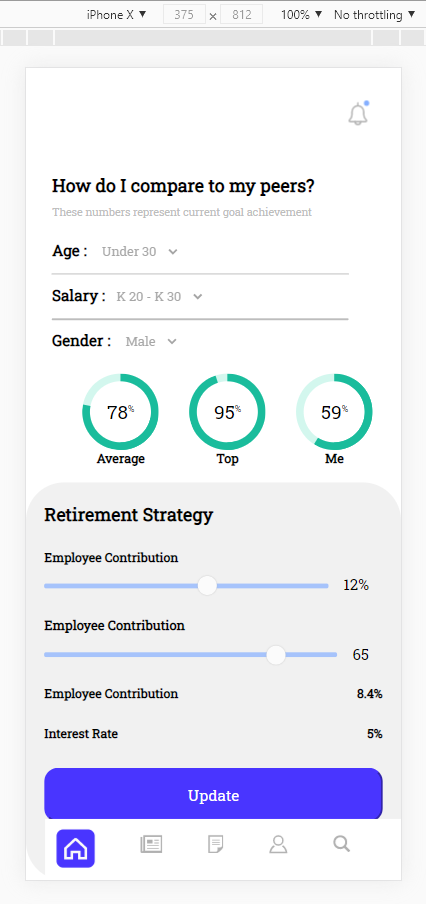 iPhone X ▼ 375 × 812 100% ▼ No throttling ▼
How do I compare to my peers?
These numbers represent current goal achievement
Age : Under 30
Salary : K 20 - K 30
Gender : Male
78% 95% 59%
Average Top Me
Retirement Strategy
Employee Contribution
12%
Employee Contribution
65
Employee Contribution 8.4%
Interest Rate 5%
Update